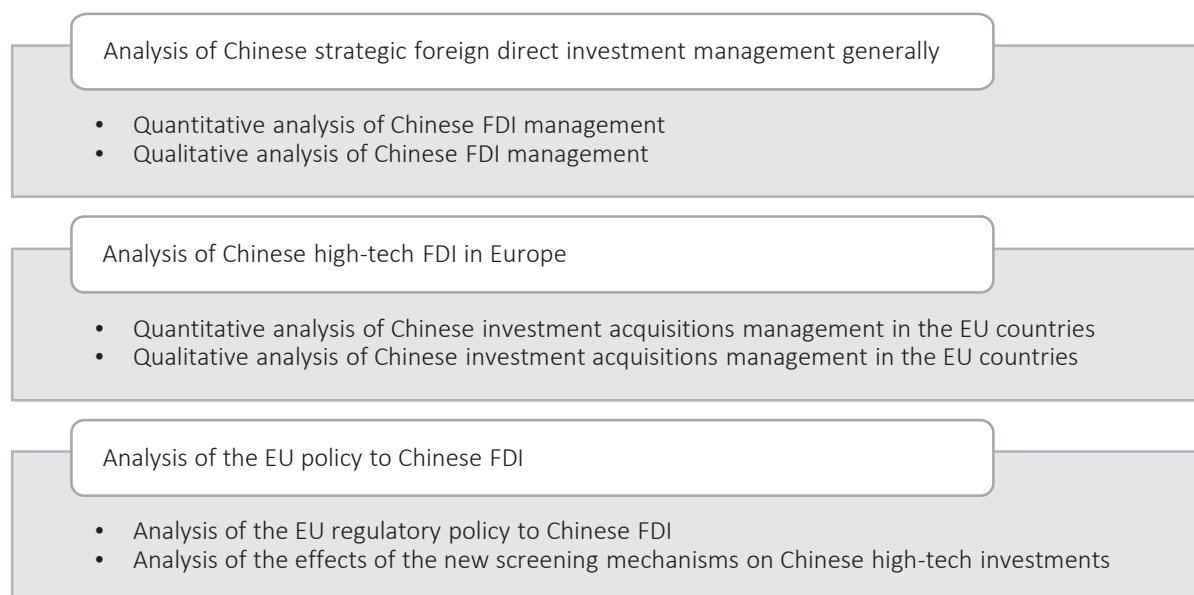 Analysis of Chinese strategic foreign direct investment management generally
• Quantitative analysis of Chinese FDI management
• Qualitative analysis of Chinese FDI management
Analysis of Chinese high-tech FDI in Europe
• Quantitative analysis of Chinese investment acquisitions management in the EU countries
• Qualitative analysis of Chinese investment acquisitions management in the EU countries
Analysis of the EU policy to Chinese FDI
• Analysis of the EU regulatory policy to Chinese FDI
• Analysis of the effects of the new screening mechanisms on Chinese high-tech investments